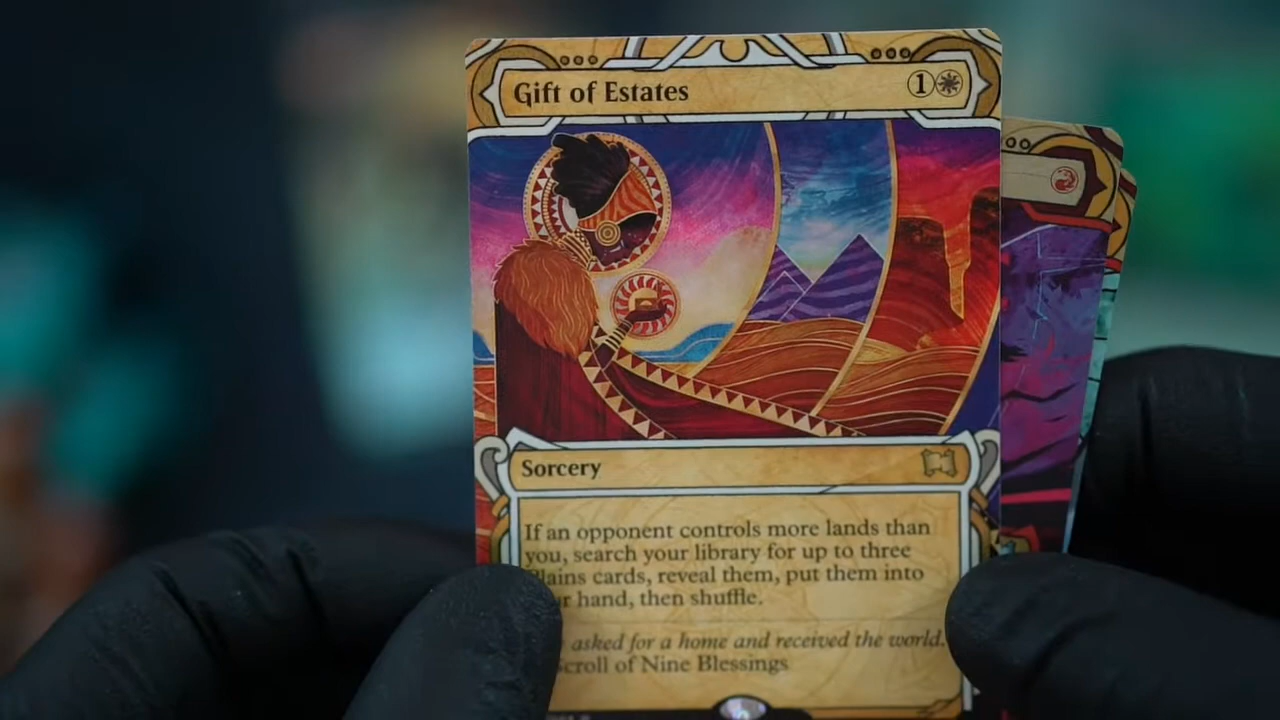 Gift of Estates 1
Sorcery
If an opponent controls more lands than
you, search your library for up to three
Plains cards, reveal them, put them into
hand, then shuffle.
asked for a home and received the world.
Scroll of Nine Blessings